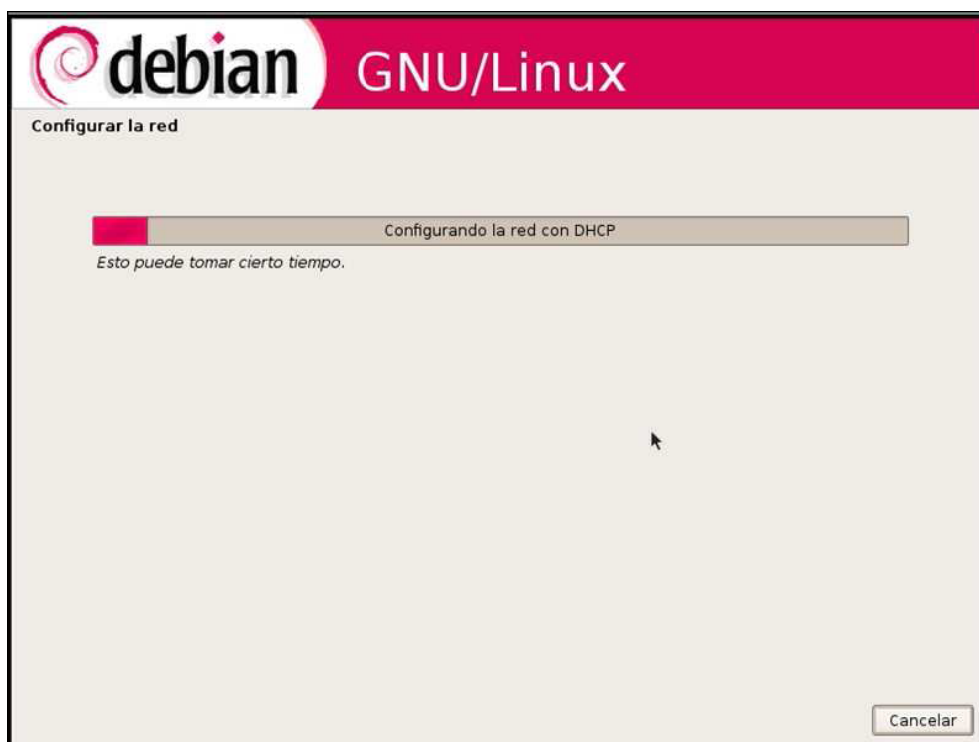 debian GNU/Linux
Configurar la red
Configurando la red con DHCP
Esto puede tomar cierto tiempo.
Cancelar